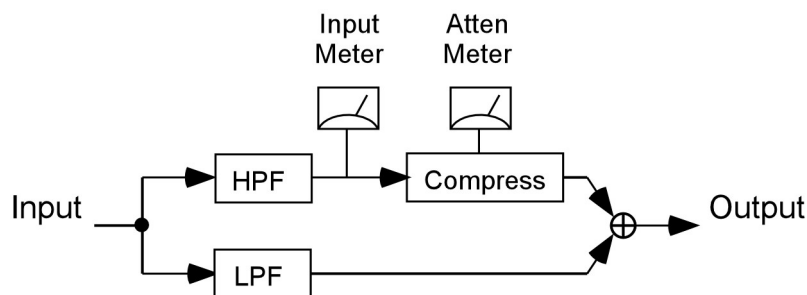 Input
Meter
Atten
Meter
HPF
Compress
Input
Output
LPF